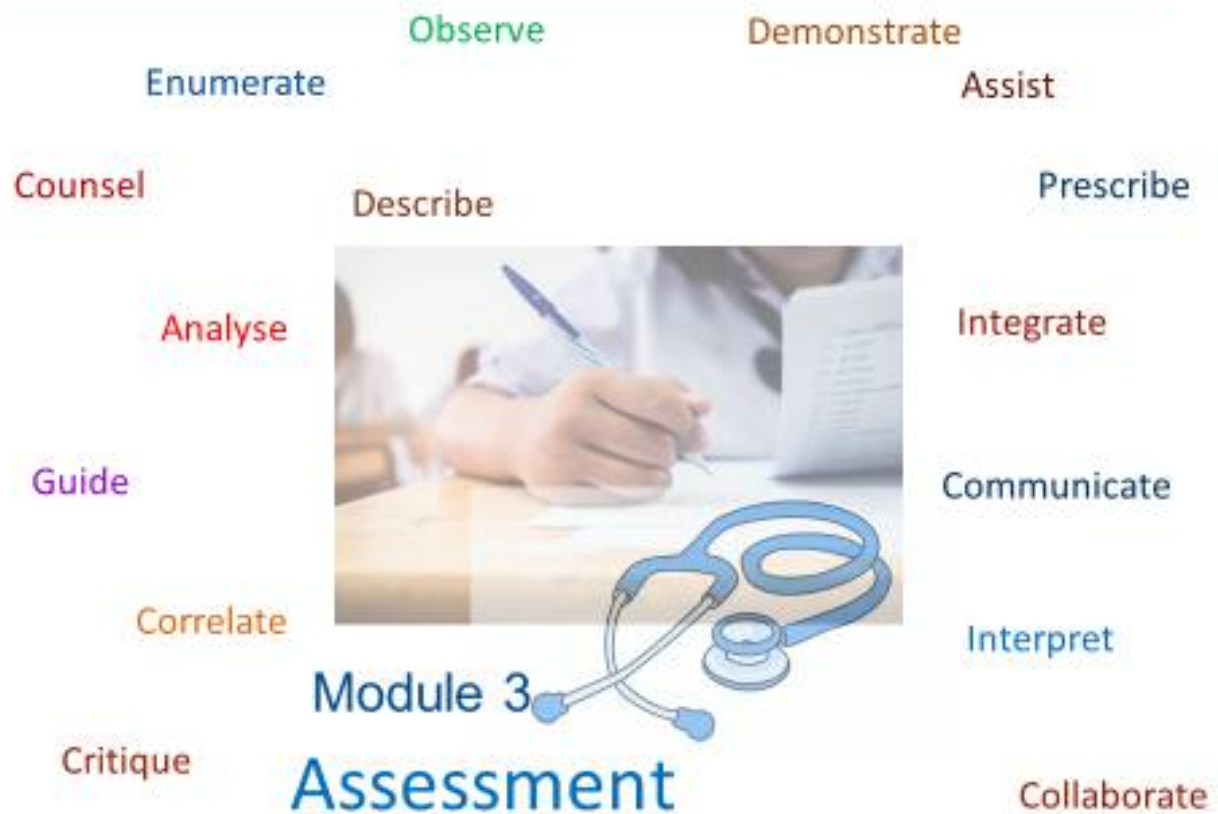 Observe
Demonstrate
Enumerate
Assist
Counsel
Describe
Prescribe
Analyse
Integrate
Guide
Communicate
Correlate
Interpret
Module 3
Critique
Assessment
Collaborate